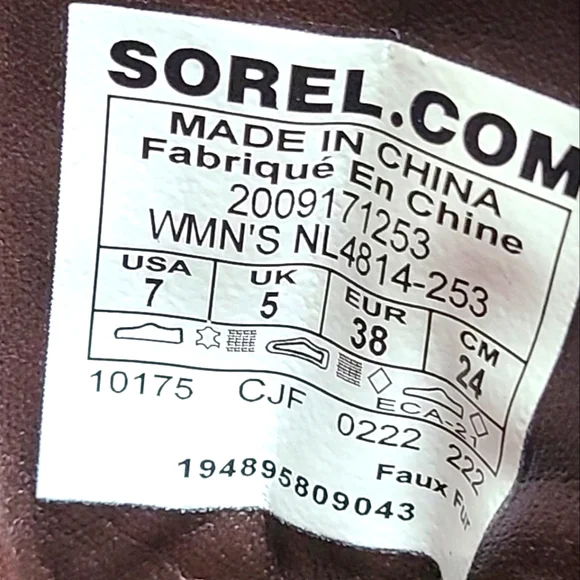 SOREL.COM
MADE IN CHINA
Fabriqué En Chine
2009171253
WMN'S NL4814-253
USA UK EUR CM
7 5 38 24
ECA-21
10175 CJF 0222 222
Faux Fur
194895809043